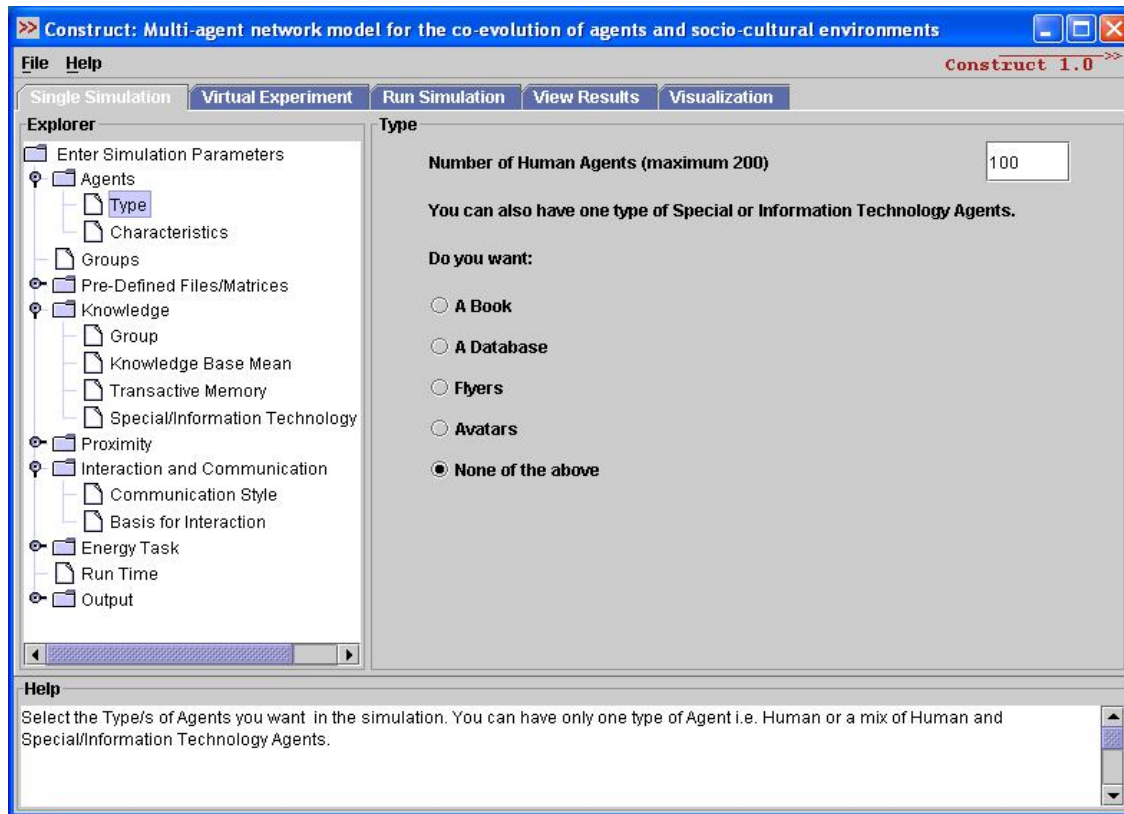 >> Construct: Multi-agent network model for the co-evolution of agents and socio-cultural environments
File Help
Construct 1.0 >>
Single Simulation Virtual Experiment Run Simulation View Results Visualization
Explorer
Enter Simulation Parameters
Agents
Type
Characteristics
Groups
Pre-Defined Files/Matrices
Knowledge
Group
Knowledge Base Mean
Transactive Memory
Special/Information Technology
Proximity
Interaction and Communication
Communication Style
Basis for Interaction
Energy Task
Run Time
Output
Type
Number of Human Agents (maximum 200) 100
You can also have one type of Special or Information Technology Agents.
Do you want:
A Book
A Database
Flyers
Avatars
None of the above
Help
Select the Type/s of Agents you want in the simulation. You can have only one type of Agent i.e. Human or a mix of Human and
Special/Information Technology Agents.